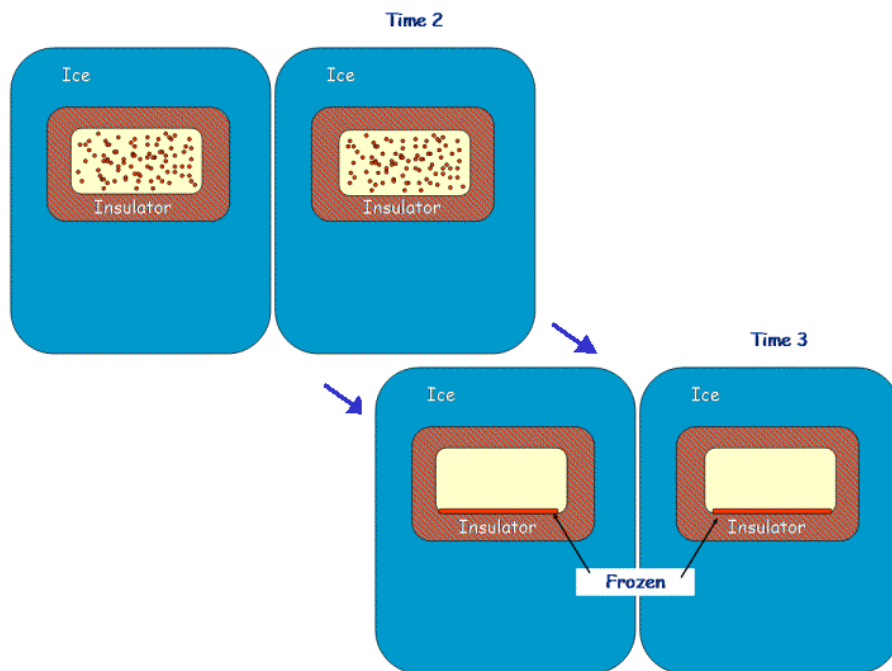 Time 2
Ice
Ice
Insulator
Insulator
Time 3
Ice
Ice
Insulator
Insulator
Frozen